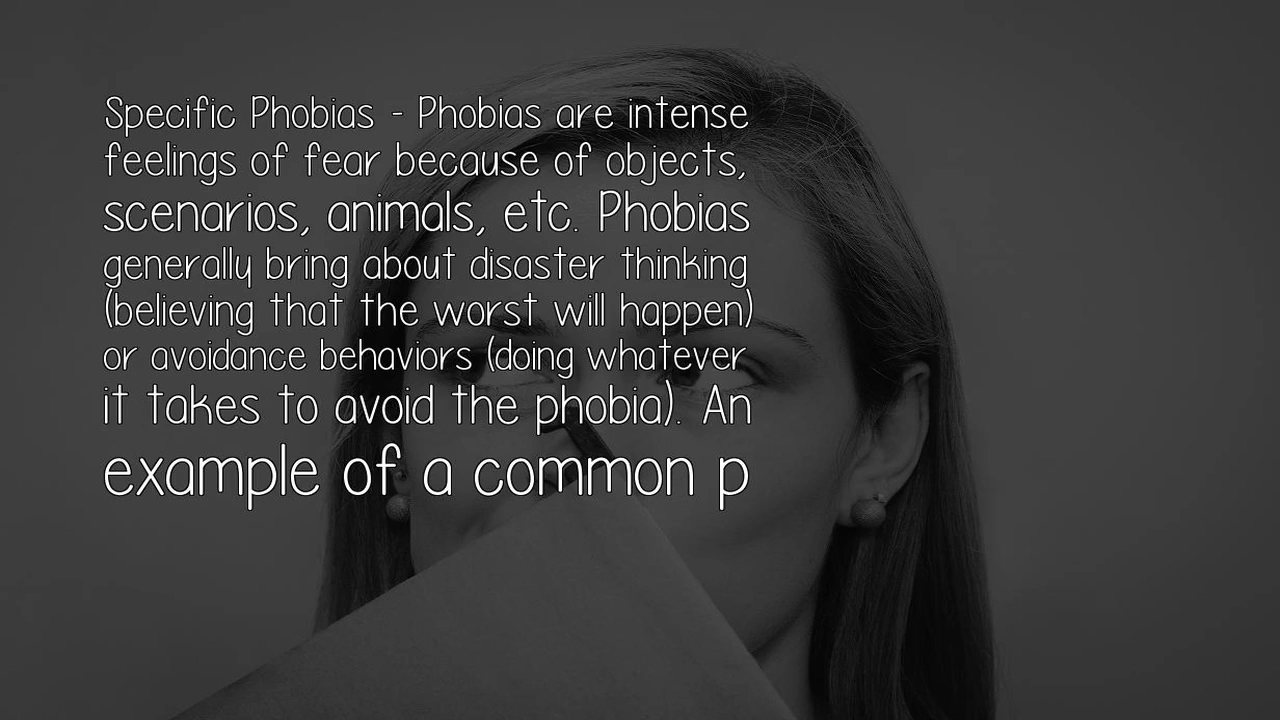 Specific Phobias - Phobias are intense
feelings of fear because of objects,
scenarios, animals, etc. Phobias
generally bring about disaster thinking
(believing that the worst will happen)
or avoidance behaviors (doing whatever
it takes to avoid the phobia). An
example of a common p